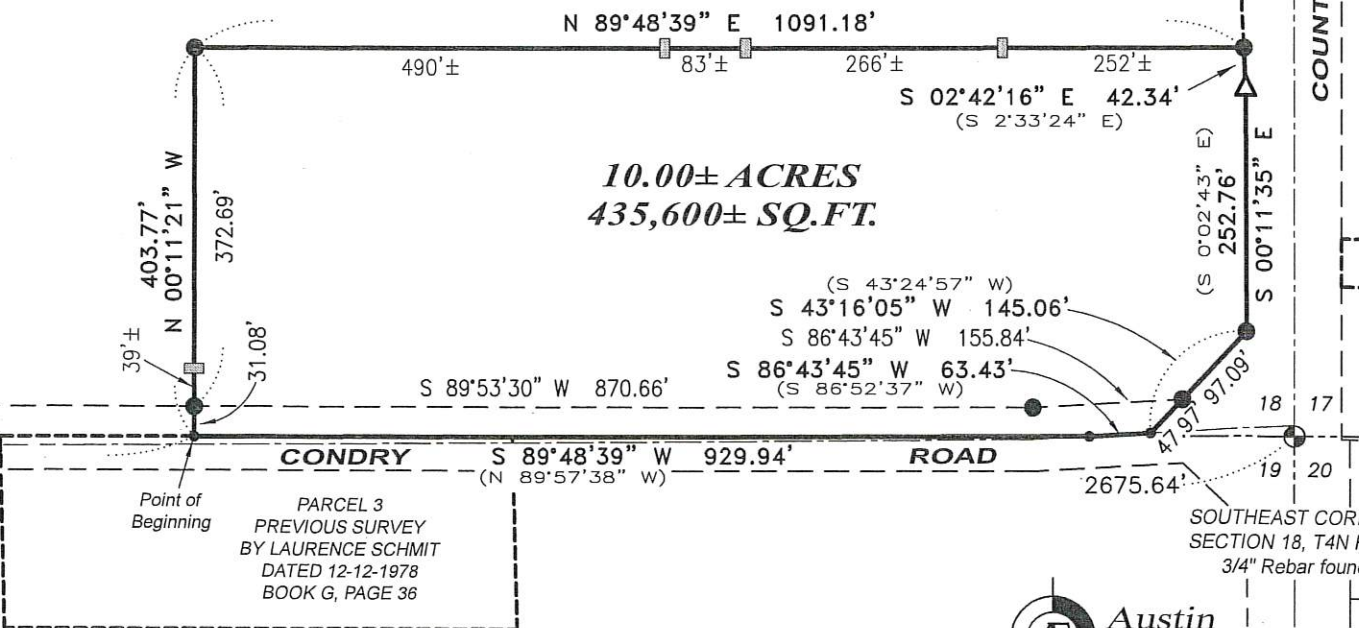 N 89°48'39" E 1091.18'
COUNT
490'±
83'±
266'±
252'±
S 02°42'16" E 42.34'
(S 2°33'24" E)
10.00± ACRES
435,600± SQ.FT.
403.77'
N 00°11'21" W
372.69'
(S 0°02'43" E)
252.76'
S 00°11'35" E
(S 43°24'57" W)
S 43°16'05" W 145.06'
S 86°43'45" W 155.84'
S 86°43'45" W 63.43'
(S 86°52'37" W)
39'±
31.08'
S 89°53'30" W 870.66'
47.97'
97.09'
18 17
19 20
CONDRY S 89°48'39" W 929.94' ROAD
(N 89°57'38" W)
2675.64'
Point of
Beginning
PARCEL 3
PREVIOUS SURVEY
BY LAURENCE SCHMIT
DATED 12-12-1978
BOOK G, PAGE 36
SOUTHEAST COR
SECTION 18, T4N
3/4" Rebar foun
Austin